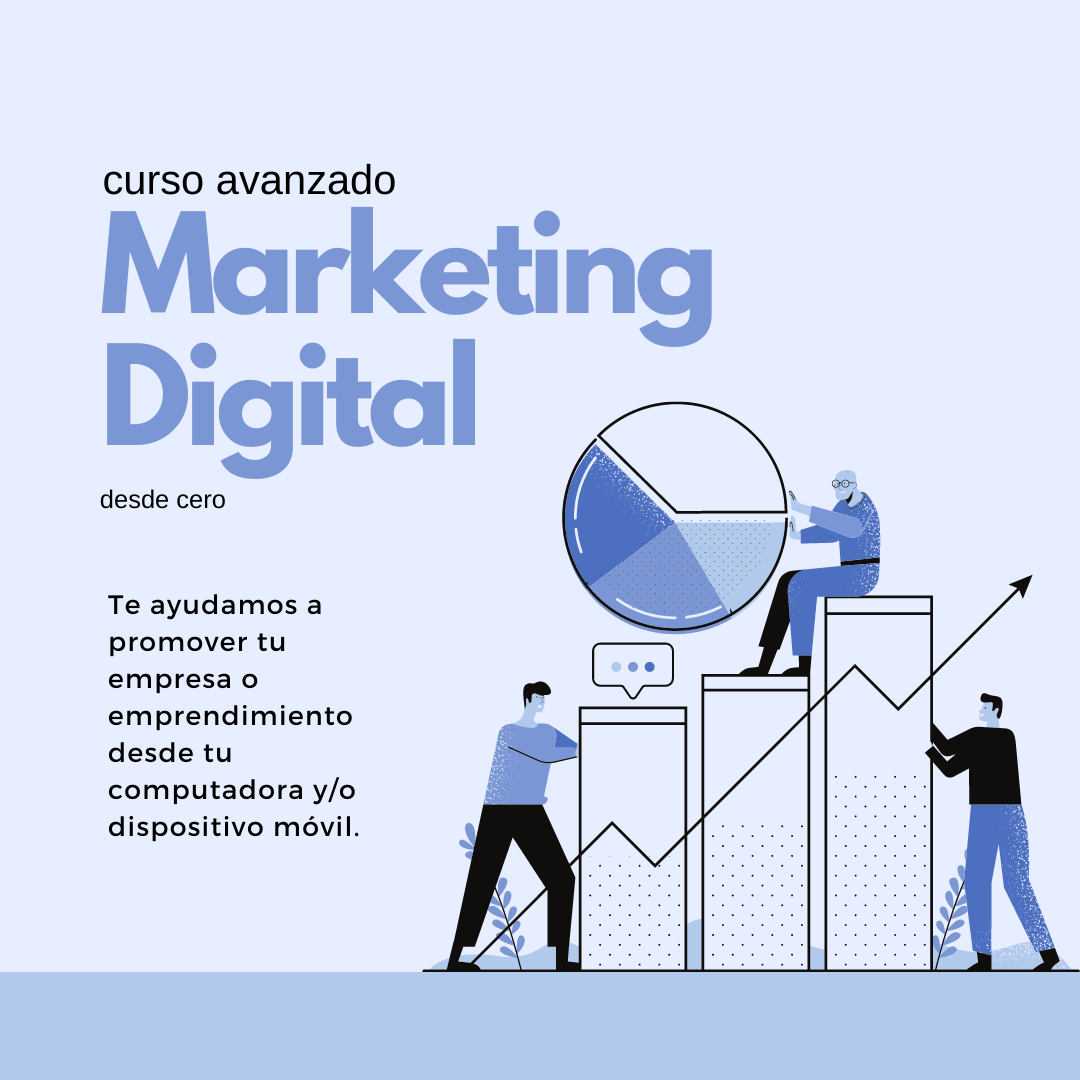 curso avanzado
Marketing
Digital
desde cero
Te ayudamos a
promover tu
empresa o
emprendimiento
desde tu
computadora y/o
dispositivo móvil.